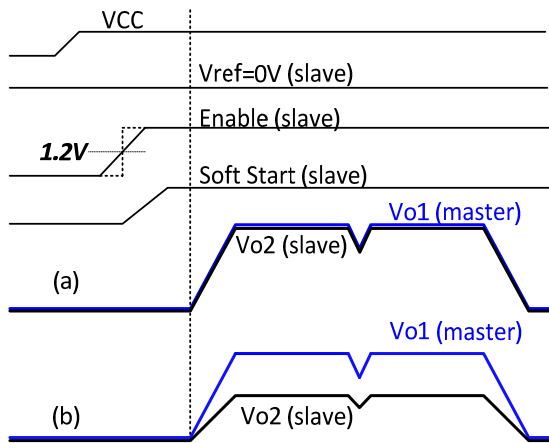 VCC
Vref=0V (slave)
Enable (slave)
1.2V
Soft Start (slave)
Vo1 (master)
Vo2 (slave)
(a)
Vo1 (master)
(b)
Vo2 (slave)